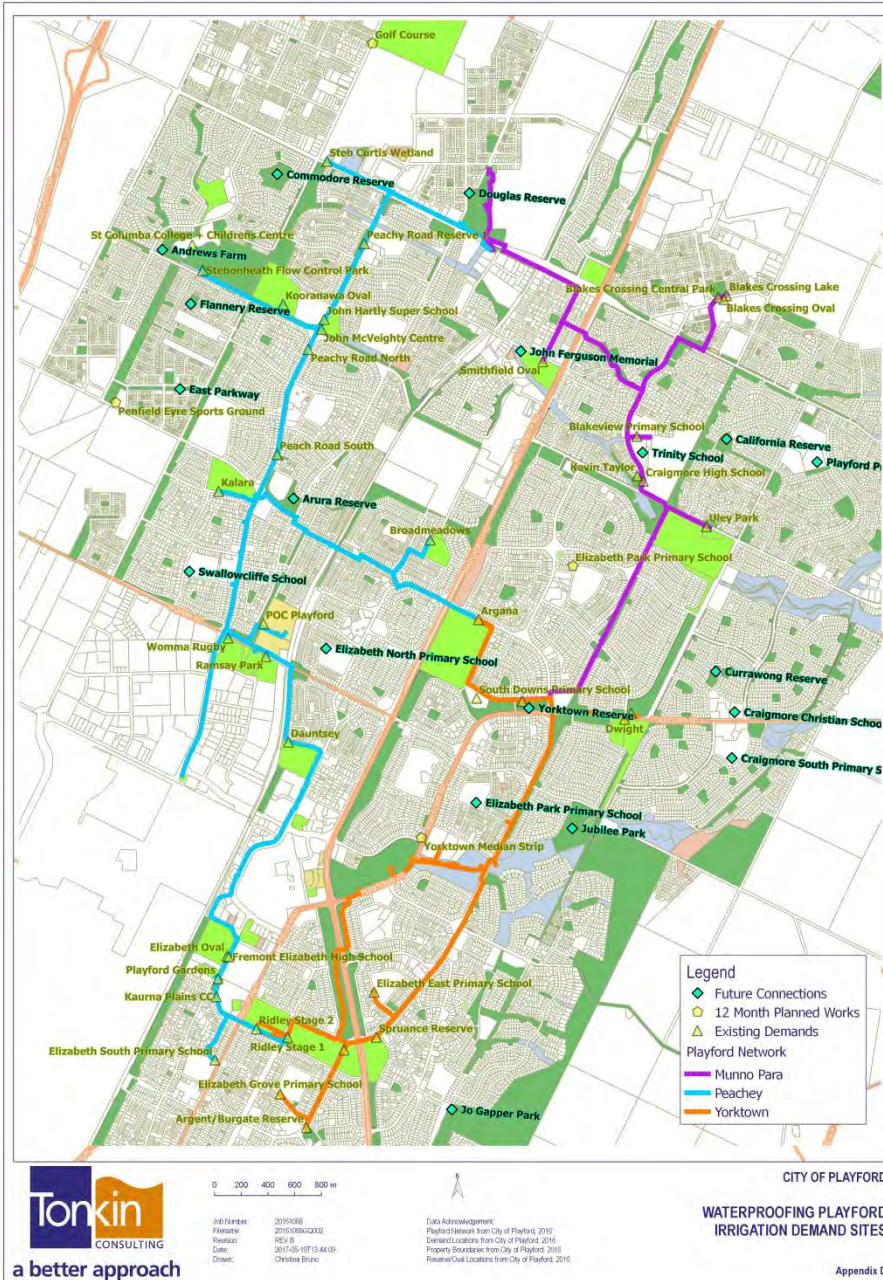 Golf Course
Steb Curtis Wetland
Commodore Reserve
Douglas Reserve
St Columba College + Childrens Centre
Peachy Road Reserve 1
Andrews Farm
Stebonheath Flow Control Park
Blakes Crossing Central Park
Blakes Crossing Lake
Kooranawa Oval
Flannery Reserve
Blakes Crossing Oval
John Hartly Super School
John McVeighty Centre
Peachy Road North
John Ferguson Memorial
Smithfield Oval
East Parkway
Penfield Eyre Sports Ground
Blakeview Primary School
California Reserve
Trinity School
Peach Road South
Playford P
Kevin Taylor
Craigmore High School
Kalara
Arura Reserve
Uley Park
Broadmeadows
Elizabeth Park Primary School
Swallowcliffe School
POC Playford
Argana
Womma Rugby
Elizabeth North Primary School
Ramsay Park
Currawong Reserve
South Downs Primary School
Yorktown Reserve
Craigmore Christian Schoo
Dwight
Dauntsey
Craigmore South Primary S
Elizabeth Park Primary School
Jubilee Park
Yorktown Median Strip
Elizabeth Oval
Fremont Elizabeth High School
Playford Gardens
Elizabeth East Primary School
Kaurna Plains CC
Ridley Stage 2
Spruance Reserve
Ridley Stage 1
Elizabeth South Primary School
Elizabeth Grove Primary School
Argent/Burgate Reserve
Jo Gapper Park
Legend
Future Connections
12 Month Planned Works
Existing Demands
Playford Network
Munno Para
Peachey
Yorktown
Tonkin
CONSULTING
a better approach
0 200 400 600 800 m
N
Job Number: 20151068
Filename: 20151068GQ002
Revision: REV B
Date: 2017-05-19T13:44:09
Drawn: Christina Bruno
Data Acknowledgement:
Playford Network from City of Playford, 2016
Demand Locations from City of Playford, 2016
Property Boundaries from City of Playford, 2016
Reserve/Oval Locations from City of Playford, 2016
CITY OF PLAYFORD
WATERPROOFING PLAYFORD
IRRIGATION DEMAND SITES
Appendix D